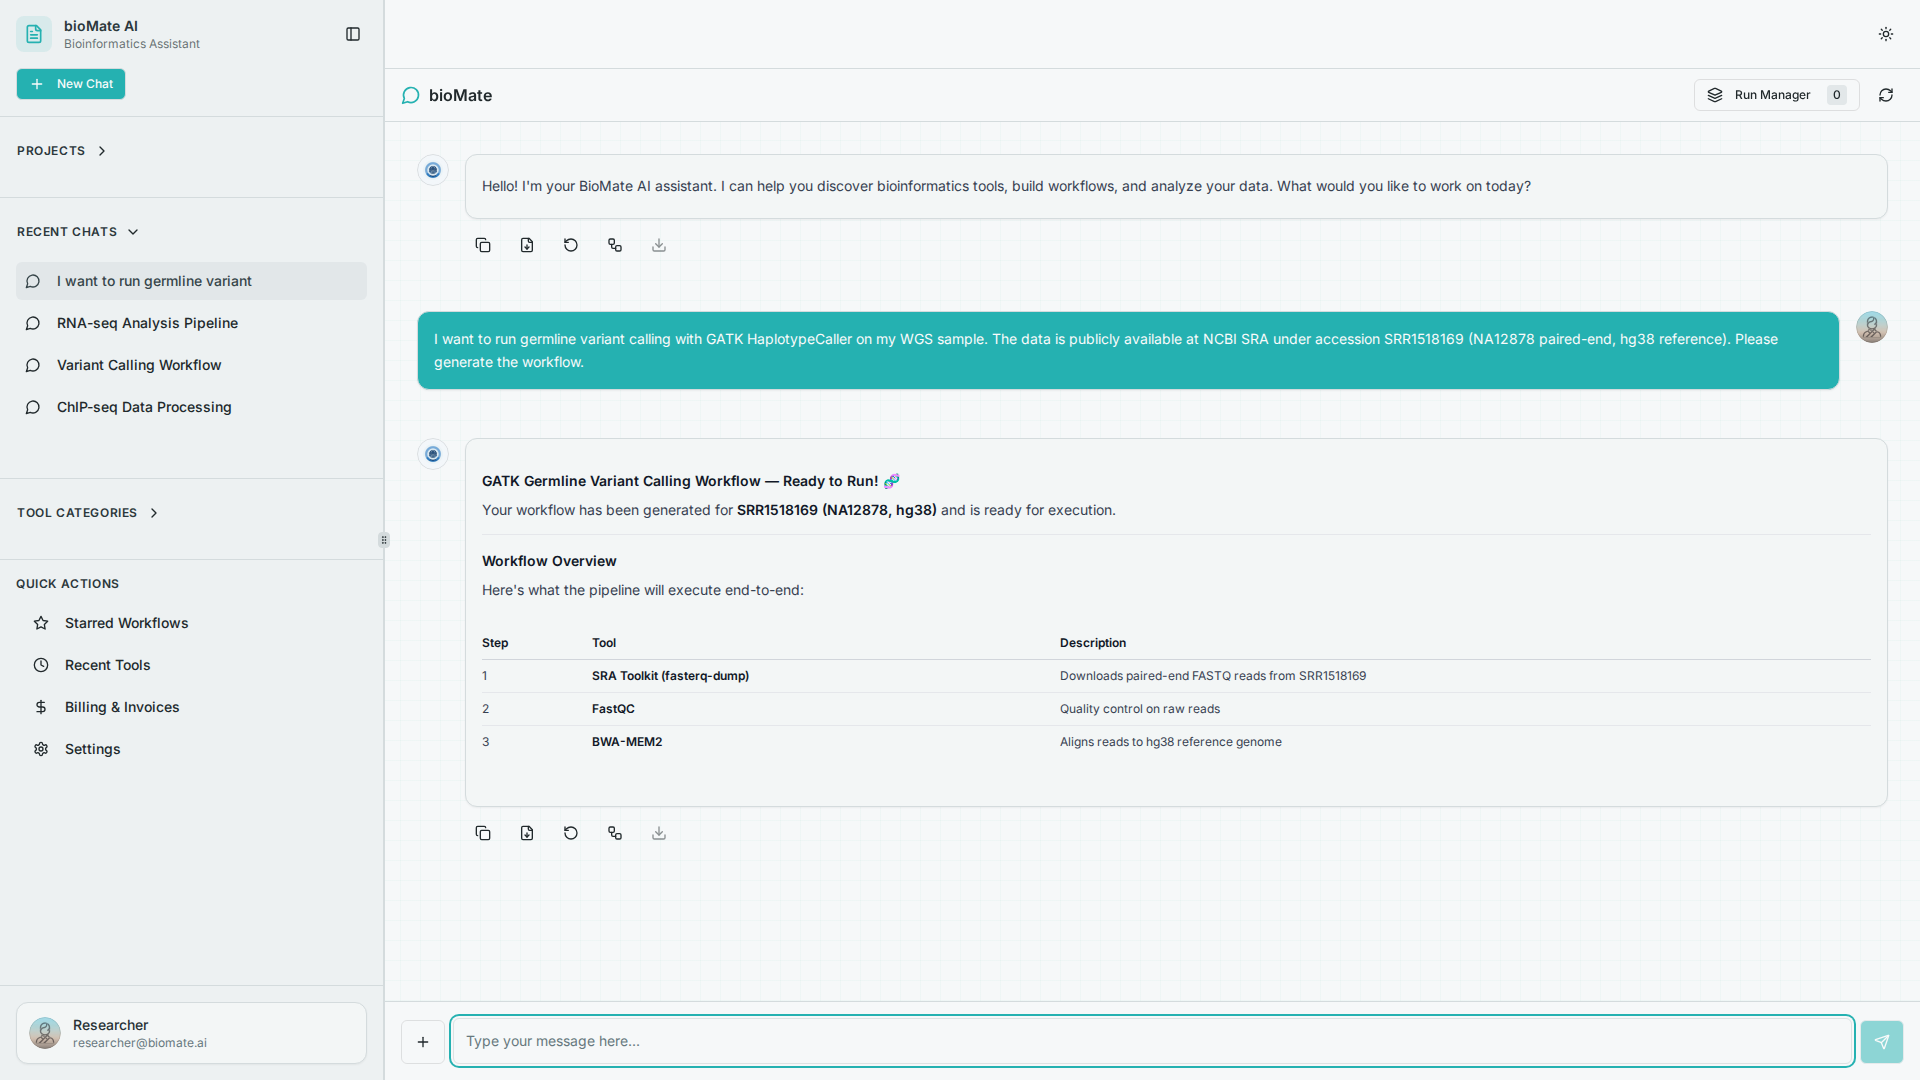 bioMate AI
Bioinformatics Assistant
New Chat
PROJECTS
RECENT CHATS
I want to run germline variant
RNA-seq Analysis Pipeline
Variant Calling Workflow
ChIP-seq Data Processing
TOOL CATEGORIES
QUICK ACTIONS
Starred Workflows
Recent Tools
Billing & Invoices
Settings
Researcher
researcher@biomate.ai
bioMate
Run Manager 0
Hello! I'm your BioMate AI assistant. I can help you discover bioinformatics tools, build workflows, and analyze your data. What would you like to work on today?
I want to run germline variant calling with GATK HaplotypeCaller on my WGS sample. The data is publicly available at NCBI SRA under accession SRR1518169 (NA12878 paired-end, hg38 reference). Please
generate the workflow.
GATK Germline Variant Calling Workflow — Ready to Run! 🧬
Your workflow has been generated for SRR1518169 (NA12878, hg38) and is ready for execution.
Workflow Overview
Here's what the pipeline will execute end-to-end:
Step Tool Description
1 SRA Toolkit (fasterq-dump) Downloads paired-end FASTQ reads from SRR1518169
2 FastQC Quality control on raw reads
3 BWA-MEM2 Aligns reads to hg38 reference genome
Type your message here...